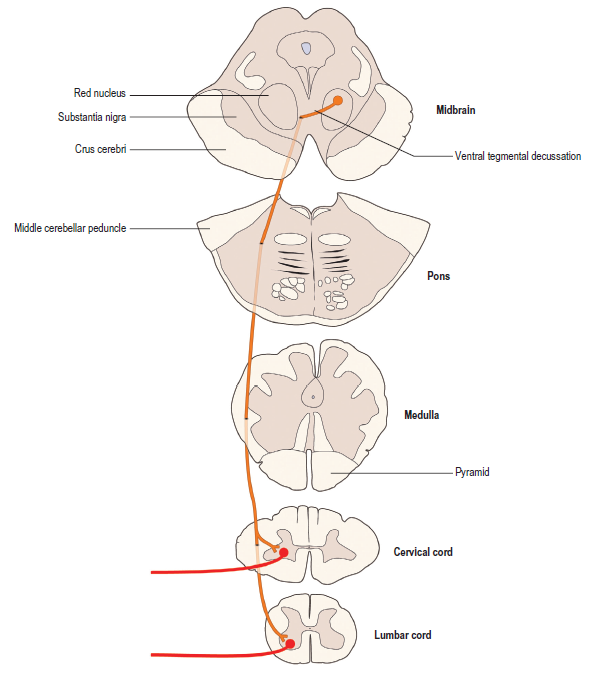 Red nucleus
Substantia nigra
Midbrain
Crus cerebri
Ventral tegmental decussation
Middle cerebellar peduncle
Pons
Medulla
Pyramid
Cervical cord
Lumbar cord